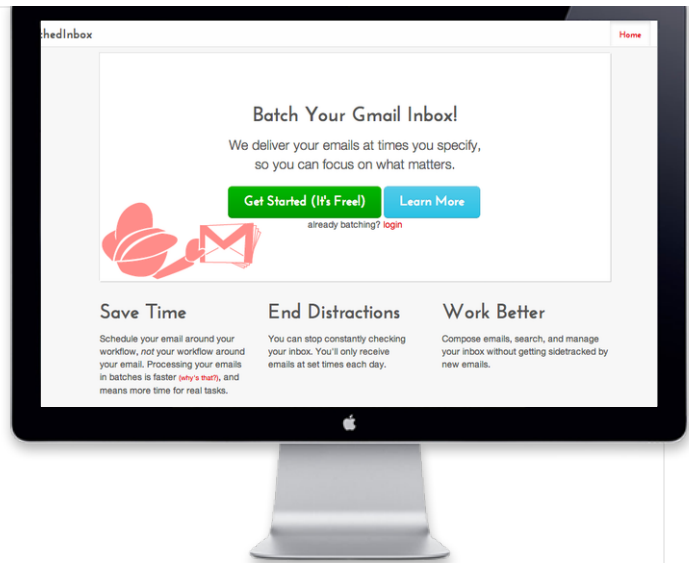 hedInbox
Home
Batch Your Gmail Inbox!
We deliver your emails at times you specify,
so you can focus on what matters.
Get Started (It's Free!)
Learn More
already batching? login
Save Time
Schedule your email around your
workflow, not your workflow around
your email. Processing your emails
in batches is faster (why's that?), and
means more time for real tasks.
End Distractions
You can stop constantly checking
your inbox. You'll only receive
emails at set times each day.
Work Better
Compose emails, search, and manage
your inbox without getting sidetracked by
new emails.